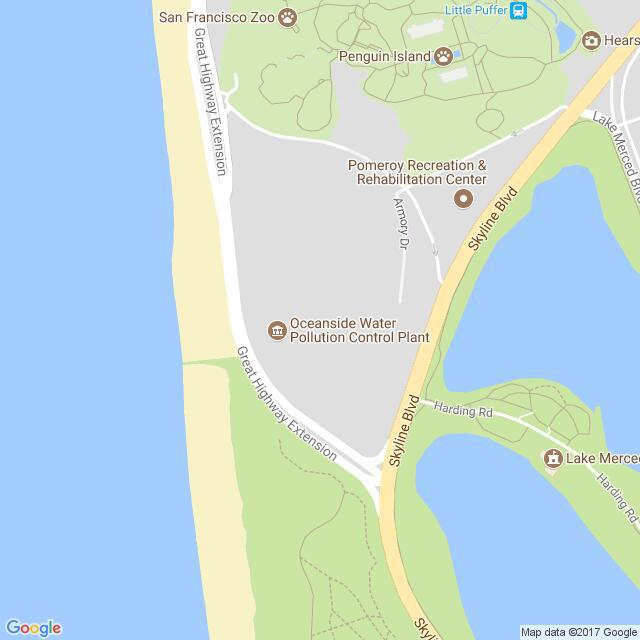 San Francisco Zoo
Little Puffer
Hears
Penguin Island
Great Highway Extension
Lake Merced Blvd
Pomeroy Recreation &
Rehabilitation Center
Armory Dr
Skyline Blvd
Oceanside Water
Pollution Control Plant
Great Highway Extension
Skyline Blvd
Harding Rd
Lake Merced
Harding Rd
Sky
Google
Map data ©2017 Google